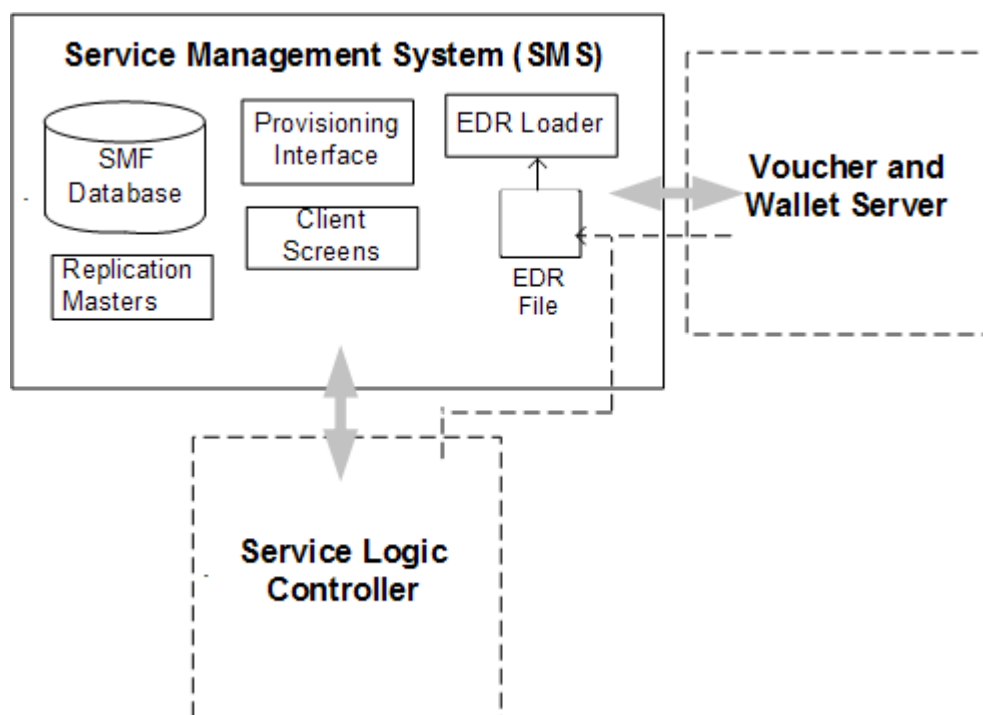 Service Management System (SMS)
SMF
Database
Provisioning
Interface
EDR Loader
Client
Screens
Replication
Masters
EDR
File
Voucher and
Wallet Server
Service Logic
Controller